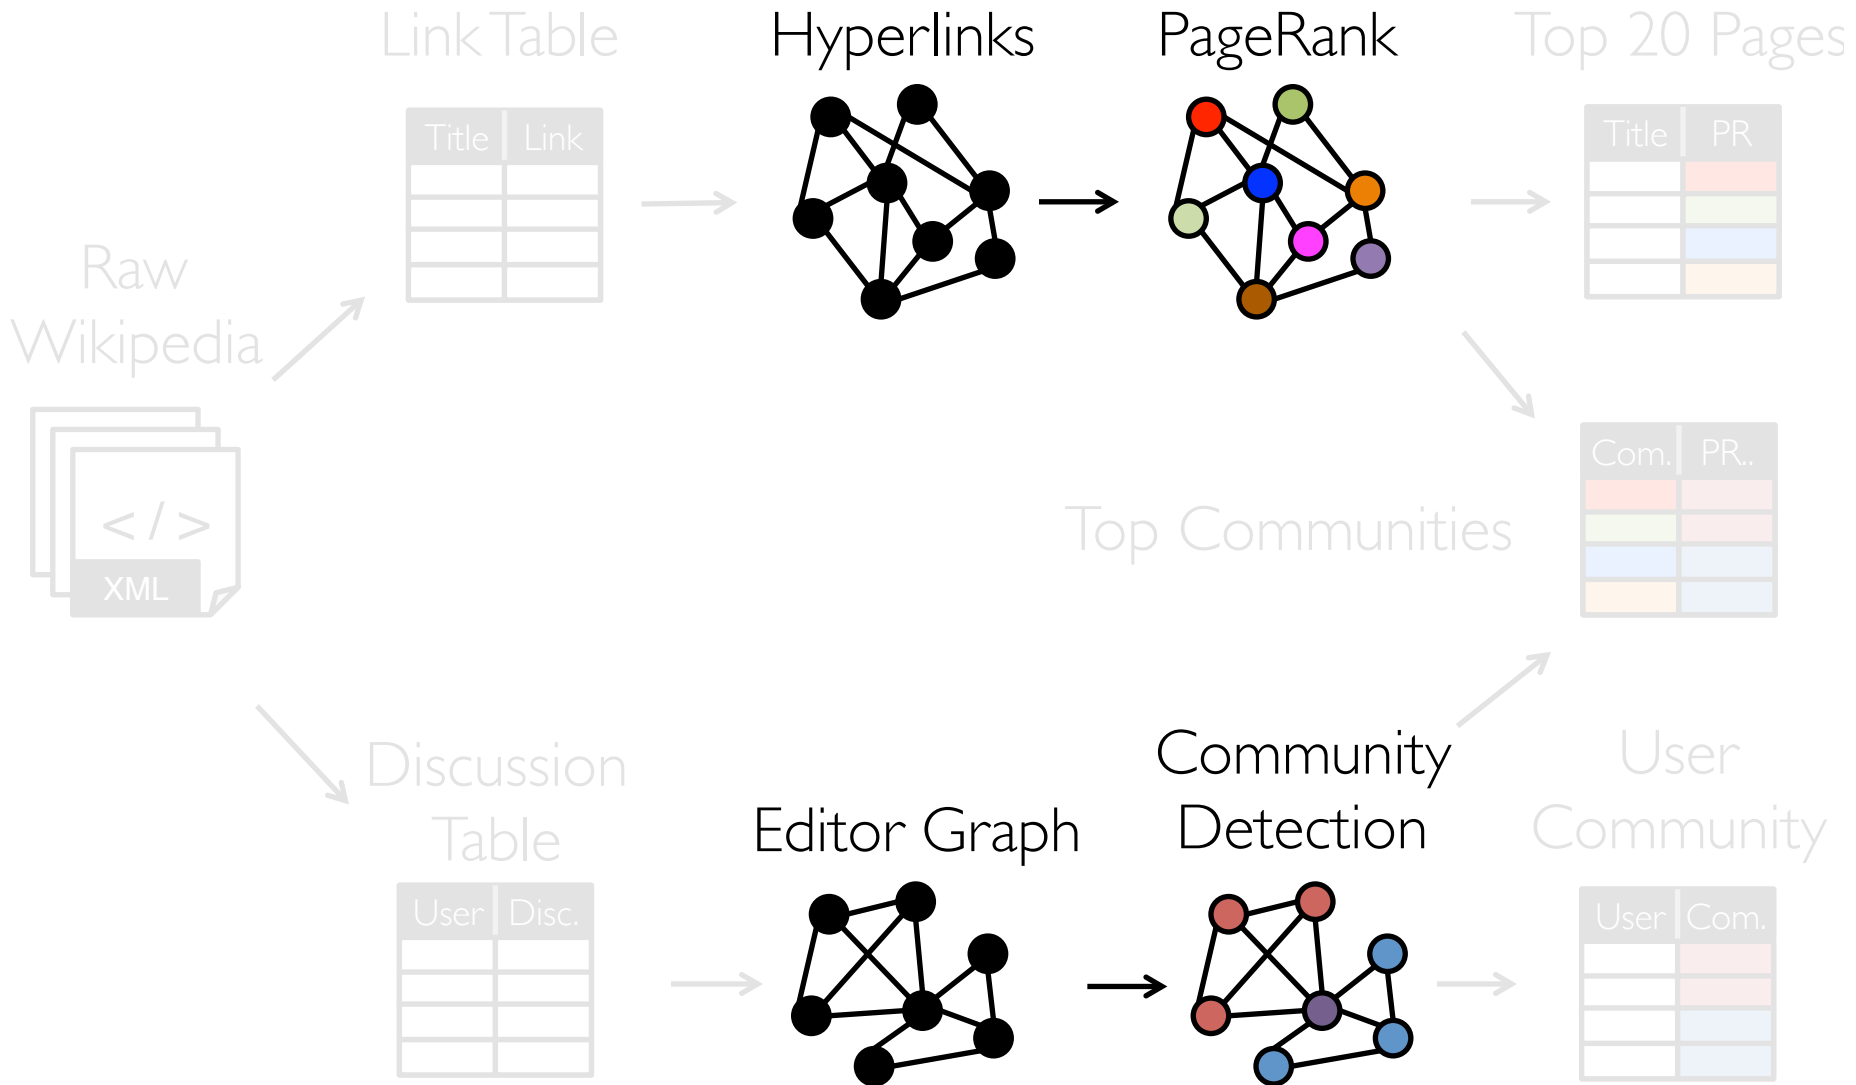 Link Table
Hyperlinks
PageRank
Top 20 Pages
Title Link
Title PR
Raw
Wikipedia
</>
XML
Top Communities
Com. PR..
Discussion
Table
User Disc.
Editor Graph
Community
Detection
User
Community
User Com.